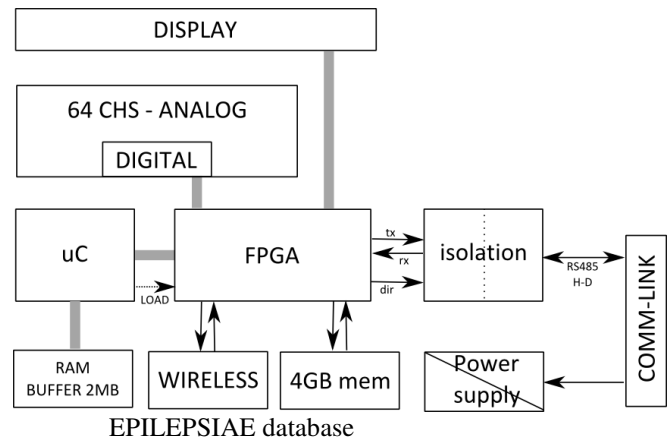 DISPLAY
64 CHS - ANALOG
DIGITAL
uC
LOAD
FPGA
tx
rx
dir
isolation
RS485
H-D
COMM-LINK
RAM
BUFFER 2MB
WIRELESS
4GB mem
Power
supply
EPILEPSIAE database